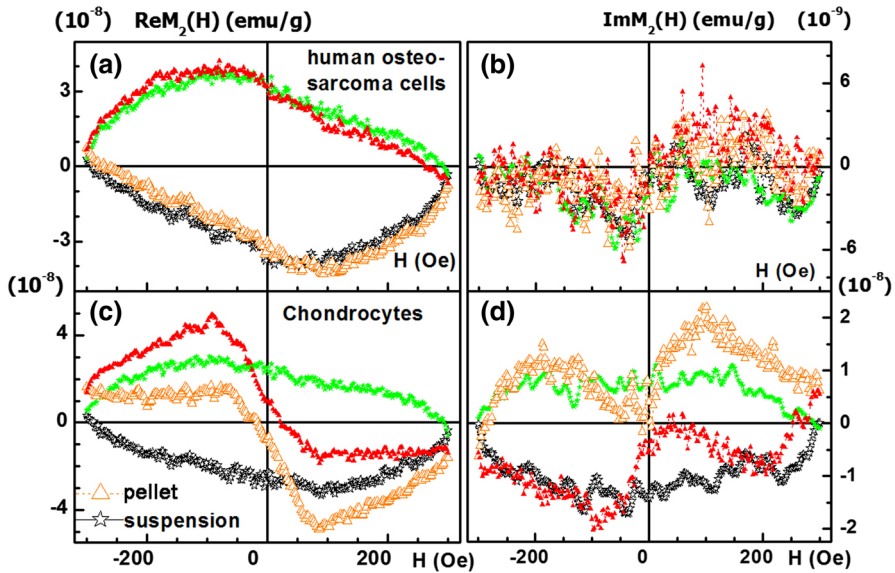 (10⁻⁸) ReM₂(H) (emu/g) ImM₂(H) (emu/g) (10⁻⁹)
(a) human osteo-
sarcoma cells
(b)
3
0
-3
6
0
-6
H (Oe)
H (Oe)
(10⁻⁸)
(10⁻⁸)
(c) Chondrocytes
(d)
4
2
0
-2
-4
2
1
0
-1
-2
pellet
suspension
-200 0 200 H (Oe)
-200 0 200 H (Oe)